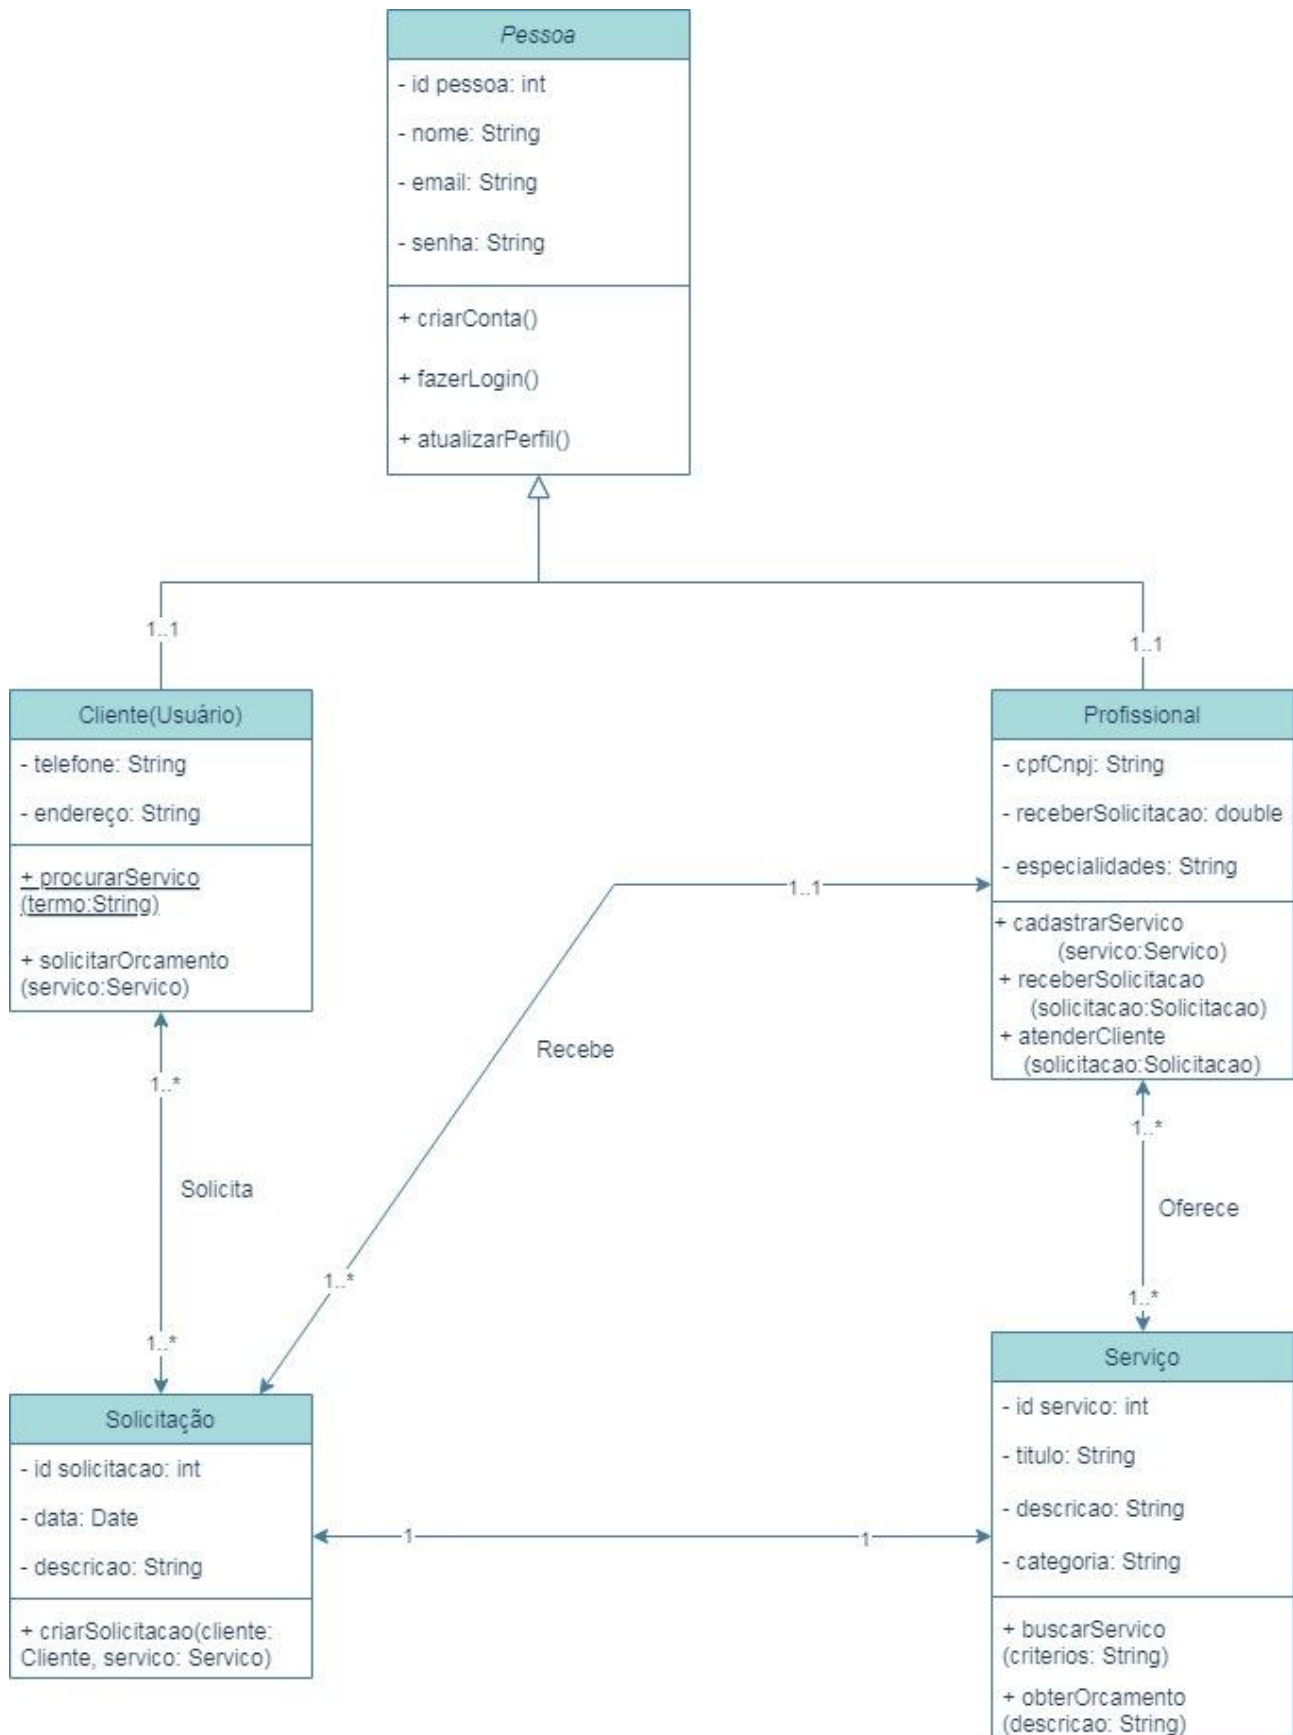 Pessoa
- id pessoa: int
- nome: String
- email: String
- senha: String
+ criarConta()
+ fazerLogin()
+ atualizarPerfil()
1..1
1..1
Cliente(Usuário)
- telefone: String
- endereço: String
+ procurarServico
(termo:String)
+ solicitarOrcamento
(servico:Servico)
Profissional
- cpfCnpj: String
- receberSolicitacao: double
- especialidades: String
+ cadastrarServico
(servico:Servico)
+ receberSolicitacao
(solicitacao:Solicitacao)
+ atenderCliente
(solicitacao:Solicitacao)
1..1
Recebe
1..*
1..*
Solicita
1..*
1..*
Oferece
1..*
Solicitação
- id solicitacao: int
- data: Date
- descricao: String
+ criarSolicitacao(cliente:
Cliente, servico: Servico)
1
1
Serviço
- id servico: int
- titulo: String
- descricao: String
- categoria: String
+ buscarServico
(criterios: String)
+ obterOrcamento
(descricao: String)